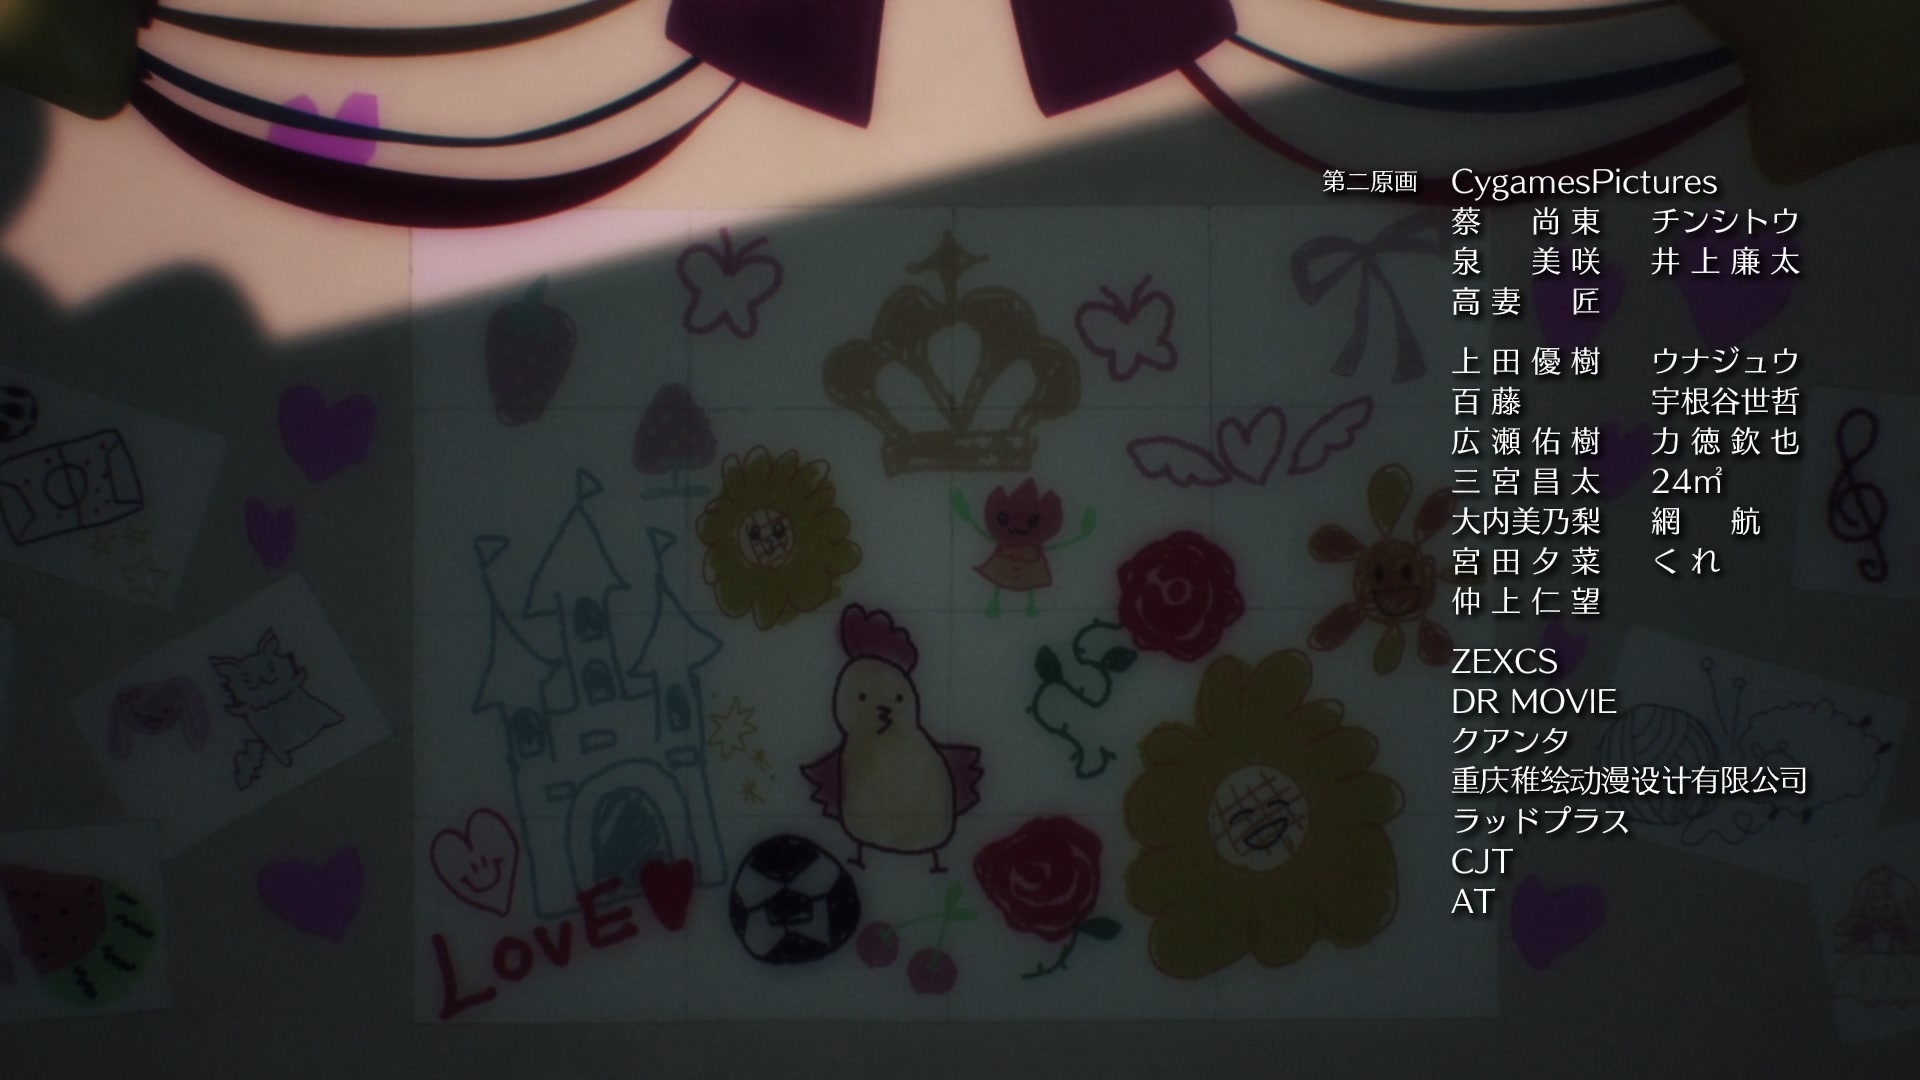 第二原画 CygamesPictures
蔡 尚東 チンシトウ
泉 美咲 井上廉太
高妻 匠
上田優樹 ウナジュウ
百藤 宇根谷世哲
広瀬佑樹 力徳欽也
三宮昌太 24㎡
大内美乃梨 網 航
宮田夕菜 くれ
仲上仁望
ZEXCS
DR MOVIE
クアンタ
重庆稚绘动漫设计有限公司
ラッドプラス
CJT
AT
LOVE